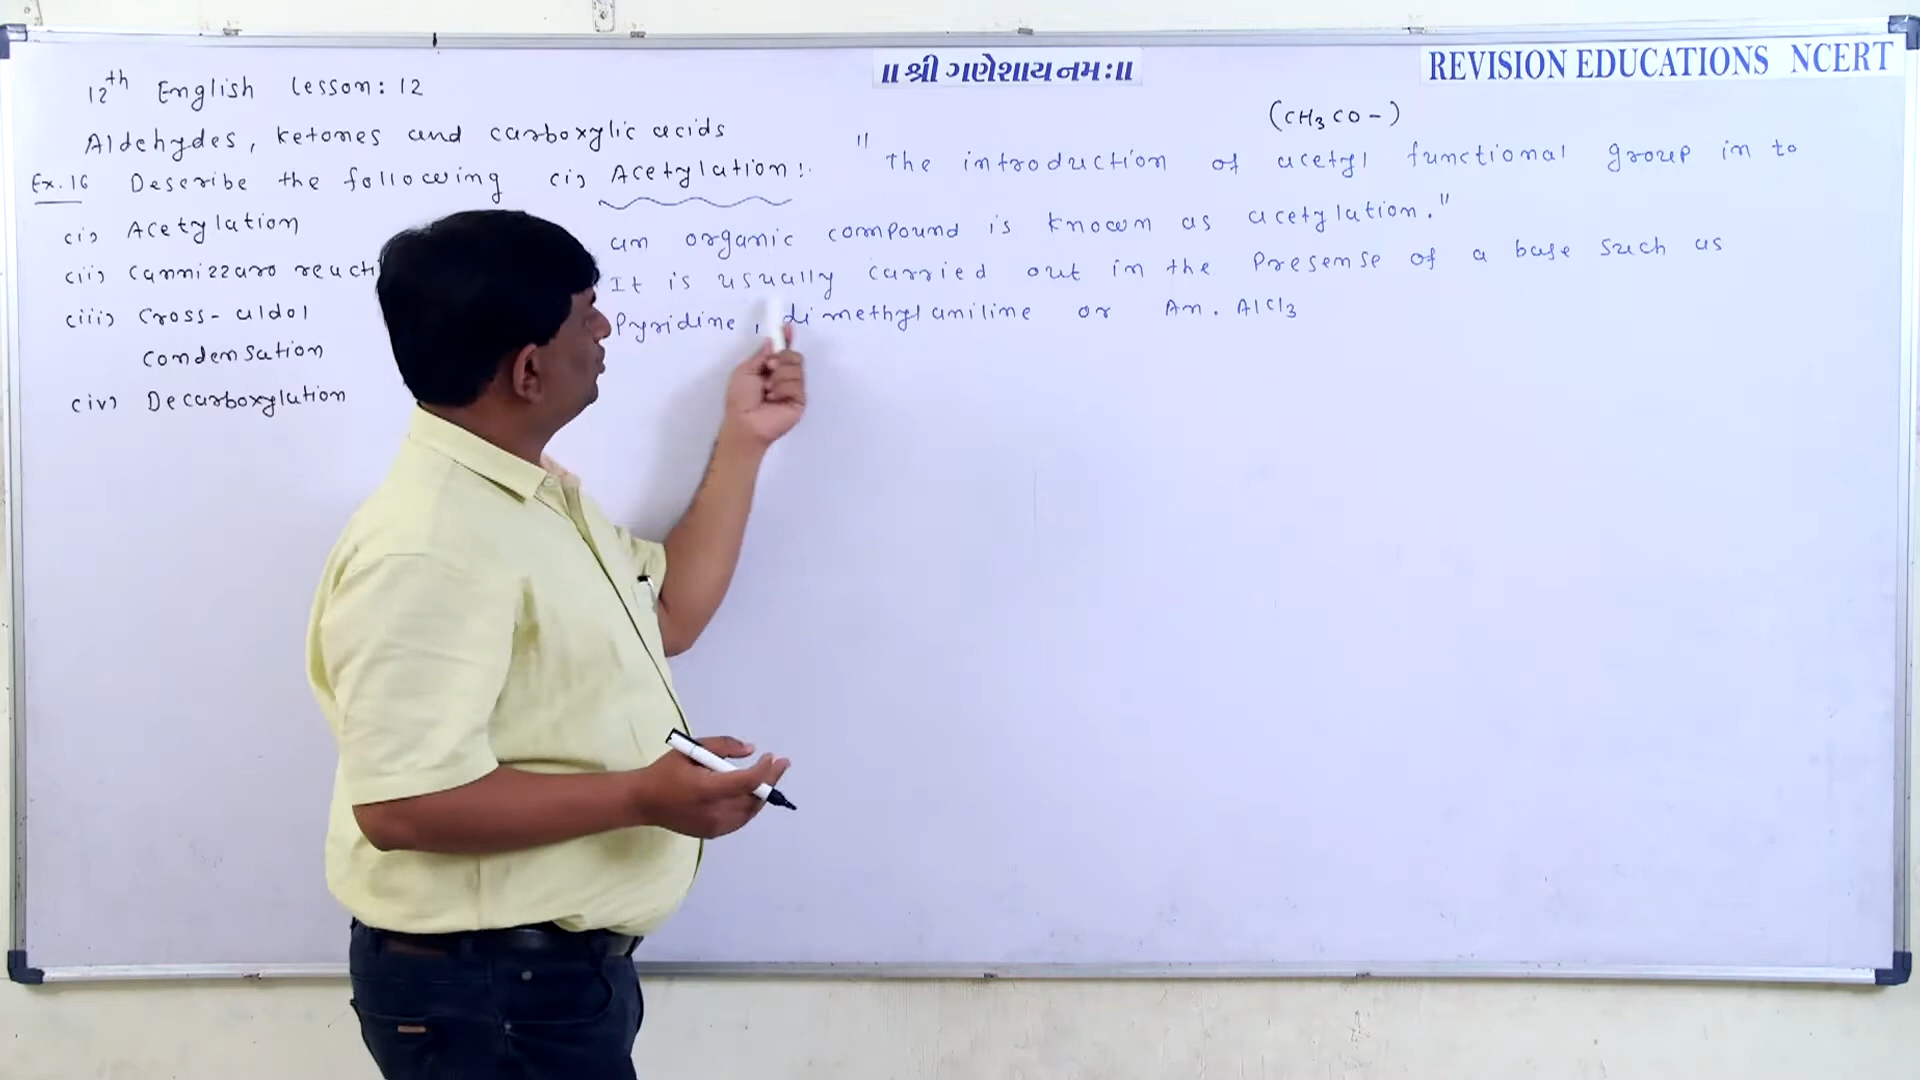 ॥ શ્રી ગણેશાય નમઃ ॥
REVISION EDUCATIONS NCERT
12th English Lesson: 12
Aldehydes, ketones and carboxylic acids
Ex. 16 Describe the following
(i) Acetylation
(ii) Cannizzaro
(iii) Cross-aldol
condensation
(iv) Decarboxylation
(i) Acetylation:
(CH3CO-)
"The introduction of acetyl functional group in to
an organic compound is known as acetylation."
It is usually carried out in the Presense of a base such as
Pyridine, dimethyl aniline or An. AlCl3